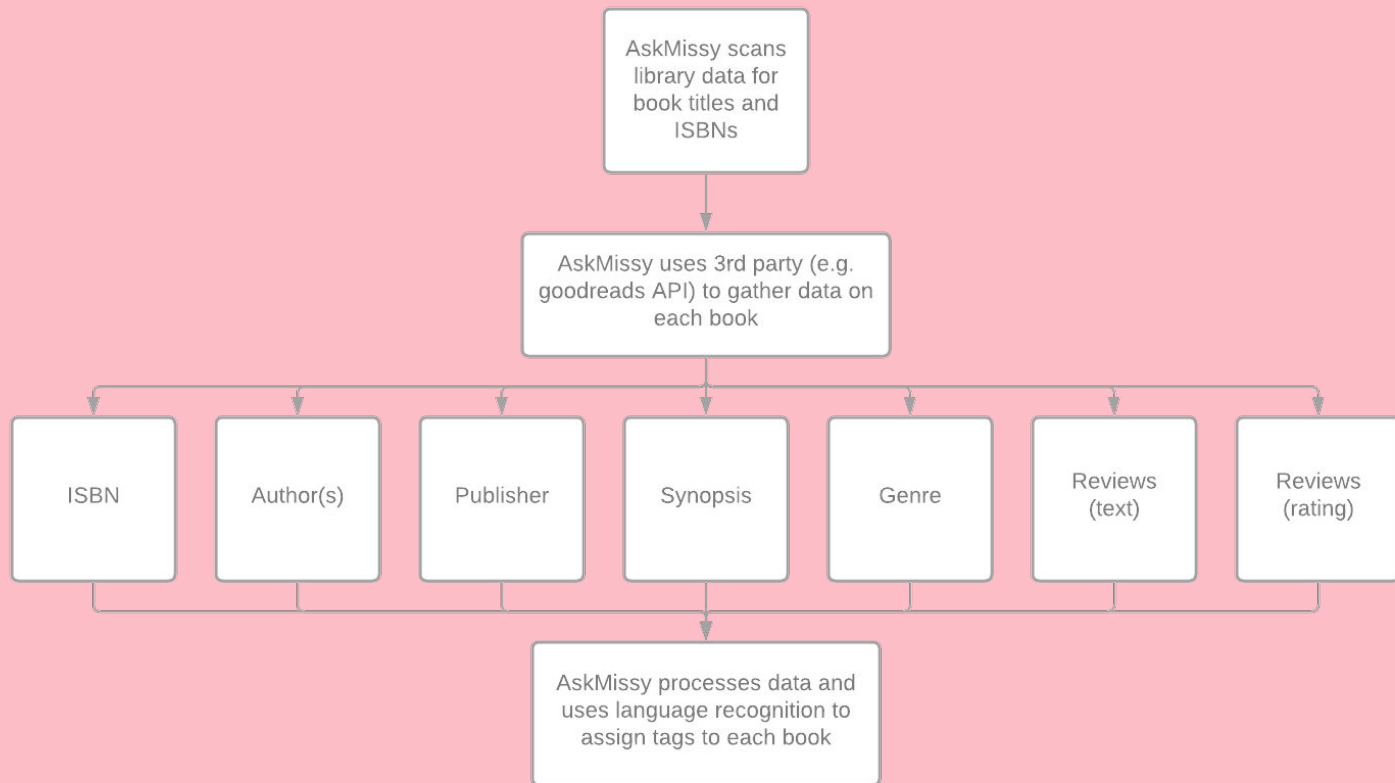 AskMissy scans
library data for
book titles and
ISBNs
AskMissy uses 3rd party (e.g.
goodreads API) to gather data on
each book
ISBN
Author(s)
Publisher
Synopsis
Genre
Reviews
(text)
Reviews
(rating)
AskMissy processes data and
uses language recognition to
assign tags to each book